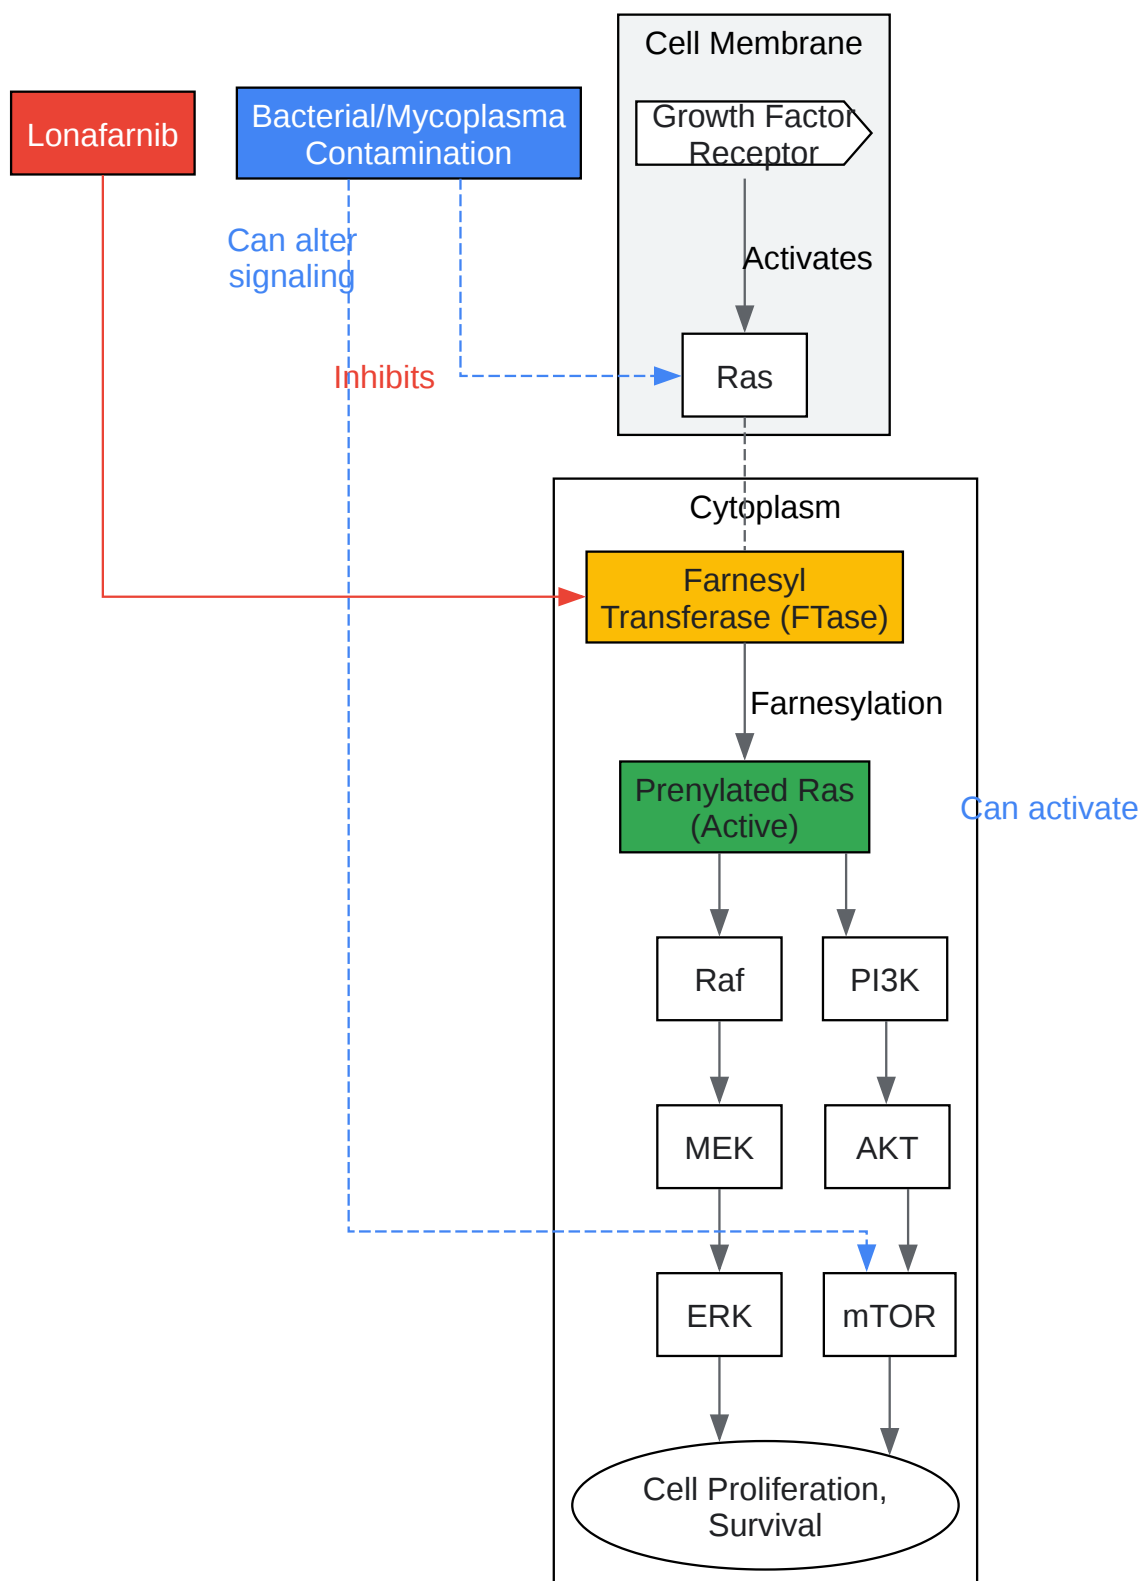 Cell Membrane
Lonafarnib
Bacterial/Mycoplasma
Contamination
Growth Factor
Receptor
Can alter
signaling
Activates
Inhibits
Ras
Cytoplasm
Farnesyl
Transferase (FTase)
Farnesylation
Prenylated Ras
(Active)
Can activate
Raf
PI3K
MEK
AKT
ERK
mTOR
Cell Proliferation,
Survival